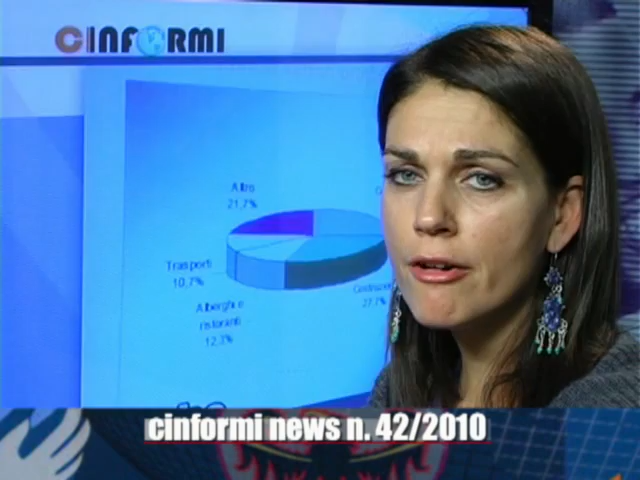 CINFORMI
Altro
21,7%
Trasporti
10,7%
Alberghi e
ristoranti
12,3%
Costruzioni
27,7%
cinformi news n. 42/2010